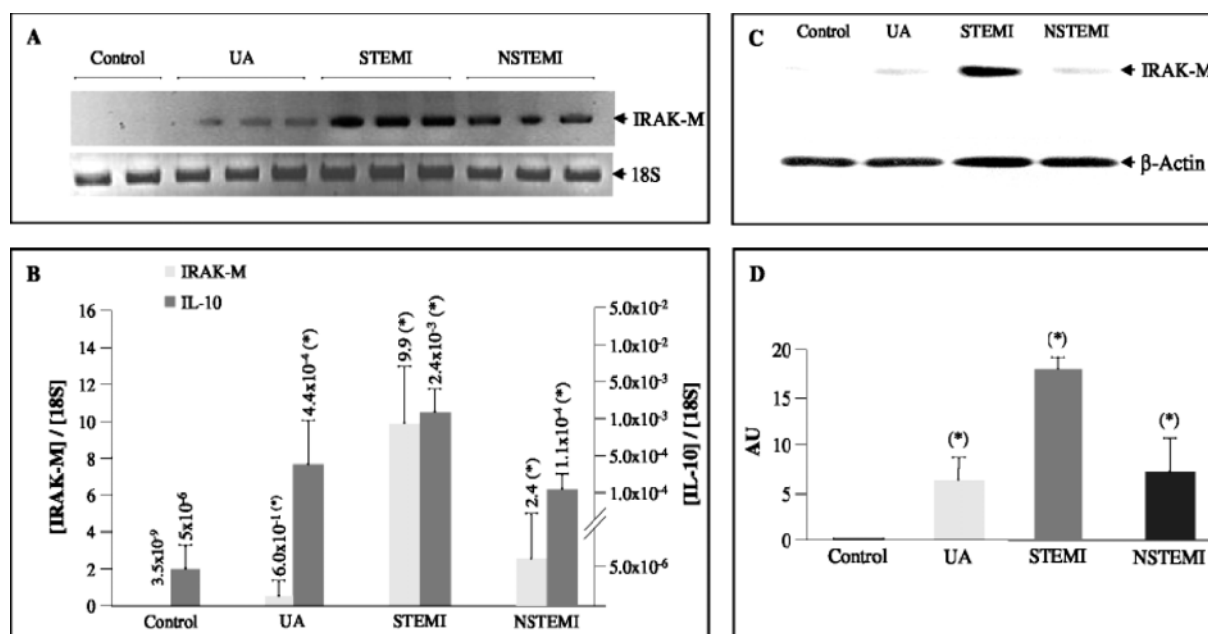 A
Control UA STEMI NSTEMI
IRAK-M
18S
C
Control UA STEMI NSTEMI
IRAK-M
β-Actin
B
IRAK-M
IL-10
[IRAK-M] / [18S]
16
14
12
10
8
6
4
2
0
3.5x10⁻⁹
5x10⁻⁶
6.0x10⁻¹ (*)
4.4x10⁻⁴ (*)
9.9 (*)
2.4x10⁻³ (*)
2.4 (*)
1.1x10⁻⁴ (*)
5.0x10⁻²
1.0x10⁻²
5.0x10⁻³
1.0x10⁻³
5.0x10⁻⁴
1.0x10⁻⁴
5.0x10⁻⁶
[IL-10] / [18S]
Control UA STEMI NSTEMI
D
AU
20
15
10
5
0
(*)
(*)
(*)
Control UA STEMI NSTEMI